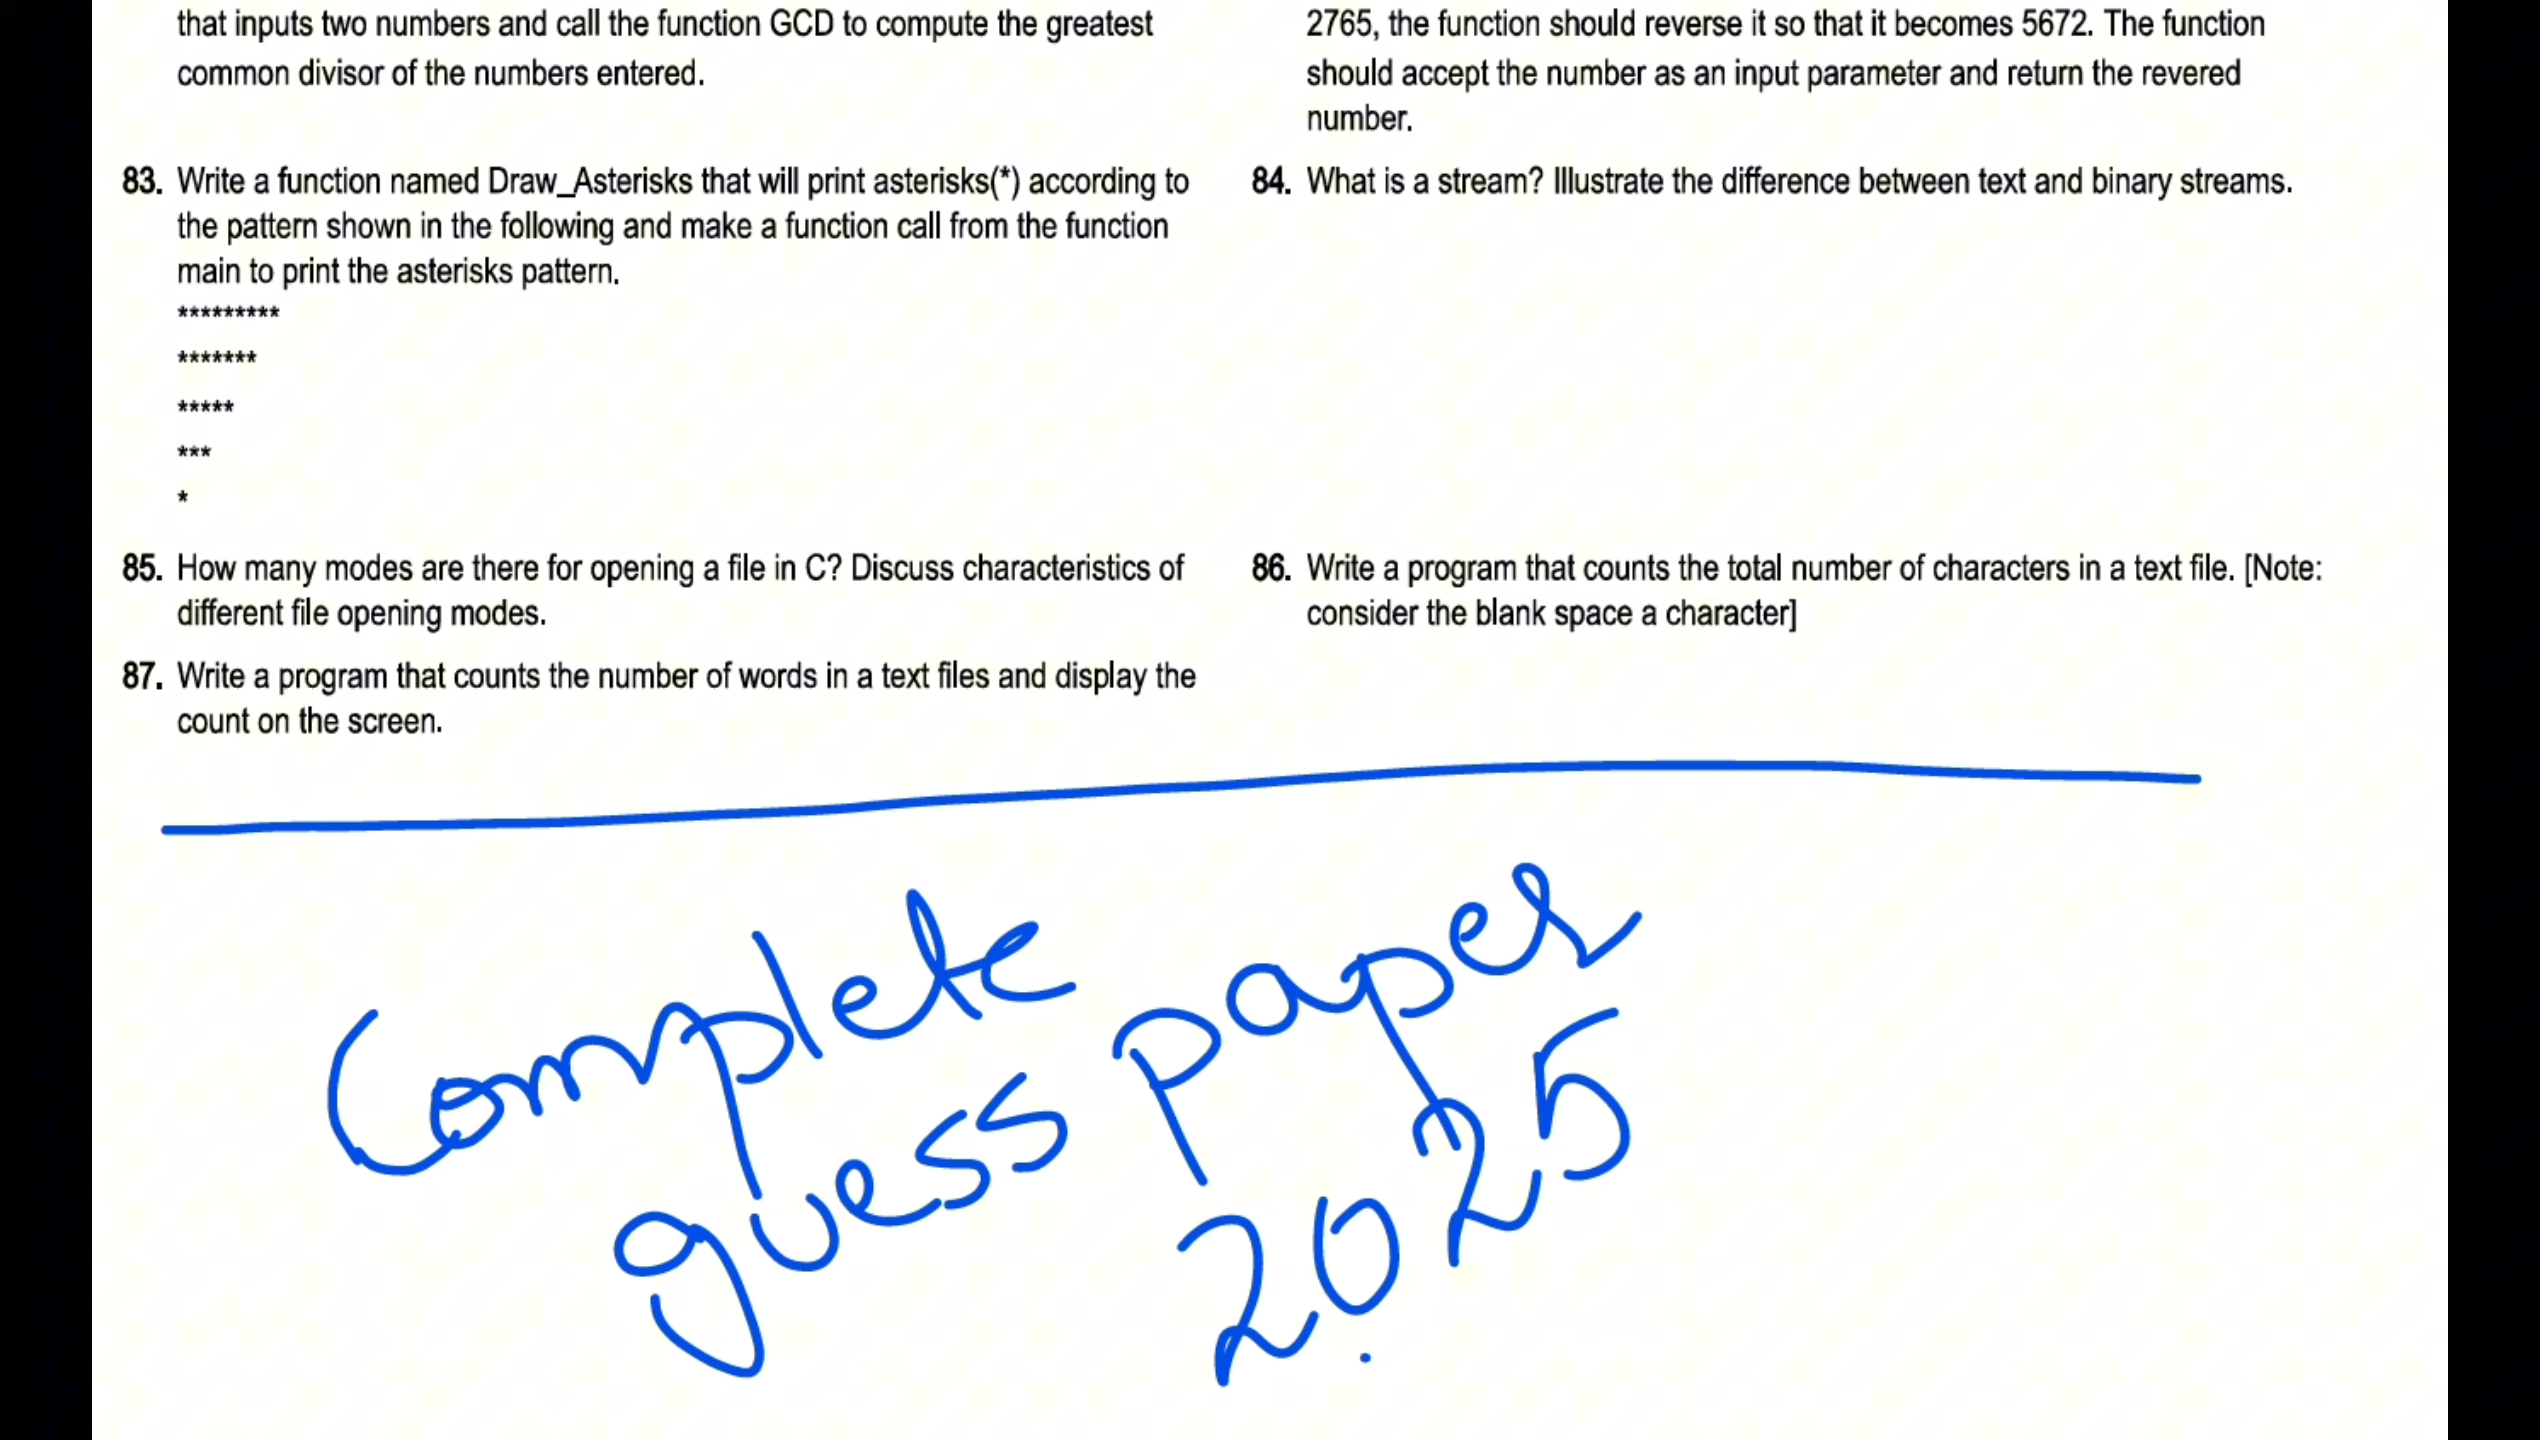 that inputs two numbers and call the function GCD to compute the greatest
common divisor of the numbers entered.
2765, the function should reverse it so that it becomes 5672. The function
should accept the number as an input parameter and return the revered
number.
83. Write a function named Draw_Asterisks that will print asterisks(*) according to
the pattern shown in the following and make a function call from the function
main to print the asterisks pattern.
*********
*******
*****
***
*
84. What is a stream? Illustrate the difference between text and binary streams.
85. How many modes are there for opening a file in C? Discuss characteristics of
different file opening modes.
86. Write a program that counts the total number of characters in a text file. [Note:
consider the blank space a character]
87. Write a program that counts the number of words in a text files and display the
count on the screen.
Complete
guess paper
2025